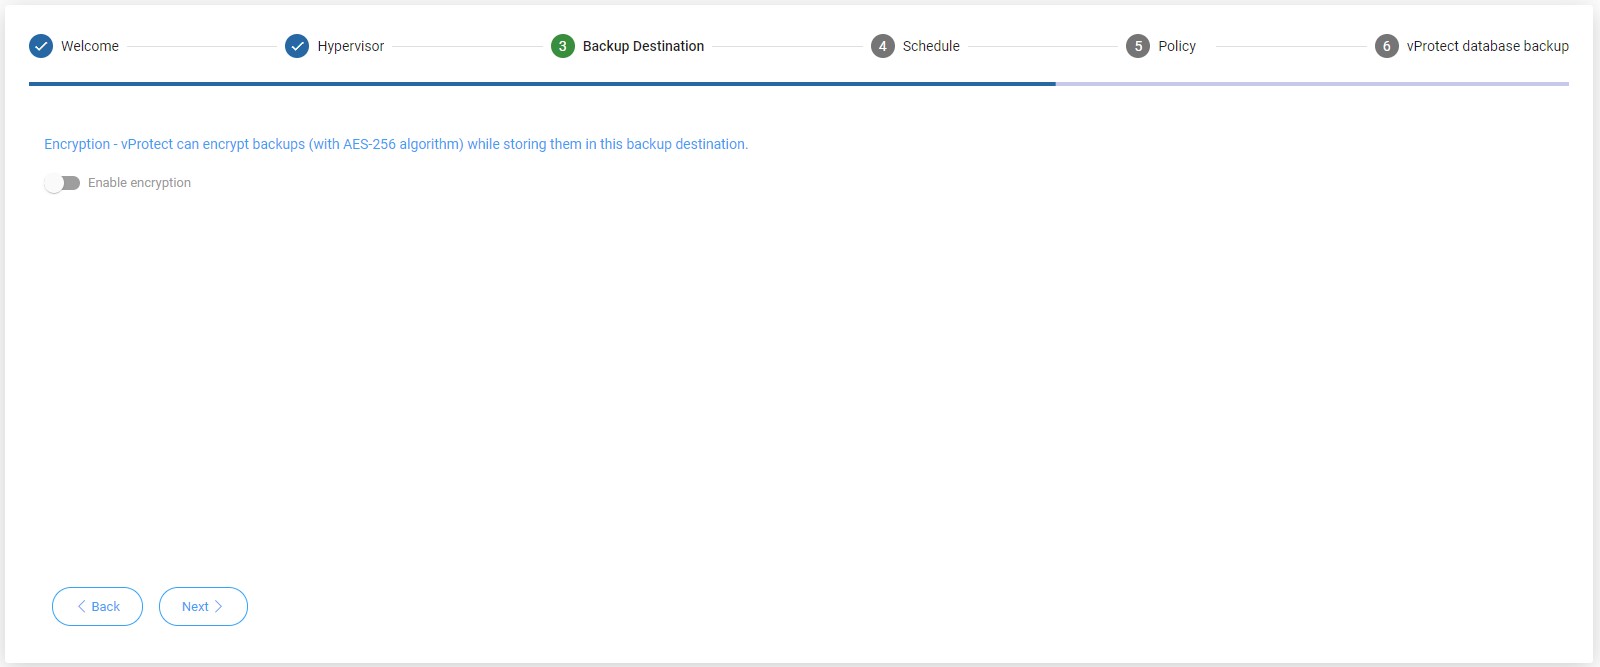 Welcome
Hypervisor
3 Backup Destination
4 Schedule
5 Policy
6 vProtect database backup
Encryption - vProtect can encrypt backups (with AES-256 algorithm) while storing them in this backup destination.
Enable encryption
Back
Next